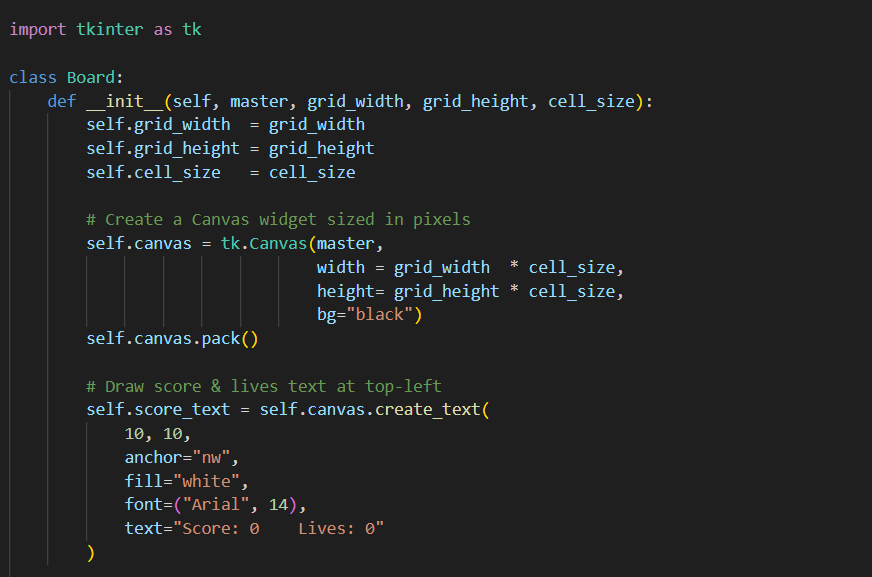 import tkinter as tk
class Board:
    def __init__(self, master, grid_width, grid_height, cell_size):
        self.grid_width  = grid_width
        self.grid_height = grid_height
        self.cell_size   = cell_size
        # Create a Canvas widget sized in pixels
        self.canvas = tk.Canvas(master,
                                width = grid_width  * cell_size,
                                height= grid_height * cell_size,
                                bg="black")
        self.canvas.pack()
        # Draw score & lives text at top-left
        self.score_text = self.canvas.create_text(
            10, 10,
            anchor="nw",
            fill="white",
            font=("Arial", 14),
            text="Score: 0    Lives: 0"
        )